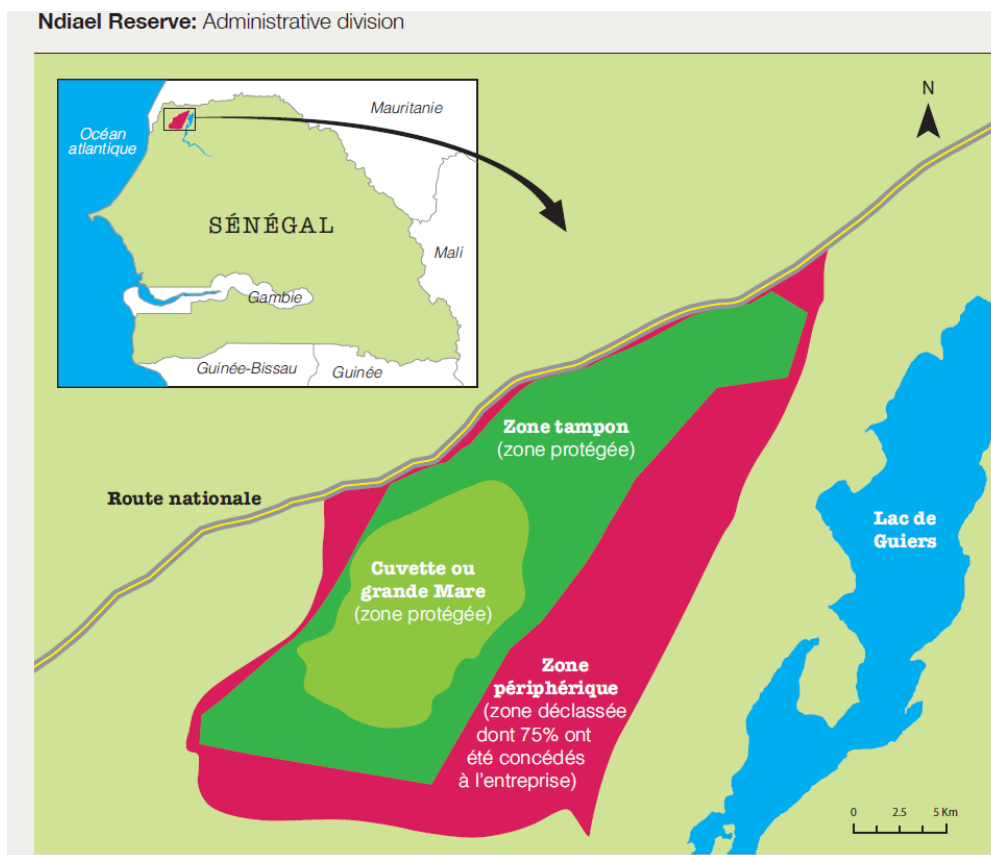 Ndiael Reserve: Administrative division
Mauritanie
Océan
atlantique
SÉNÉGAL
Mali
Gambie
Guinée-Bissau
Guinée
N
Zone tampon
(zone protégée)
Route nationale
Lac de
Guiers
Cuvette ou
grande Mare
(zone protégée)
Zone
périphérique
(zone déclassée
dont 75% ont
été concédés
à l'entreprise)
0 2.5 5 Km